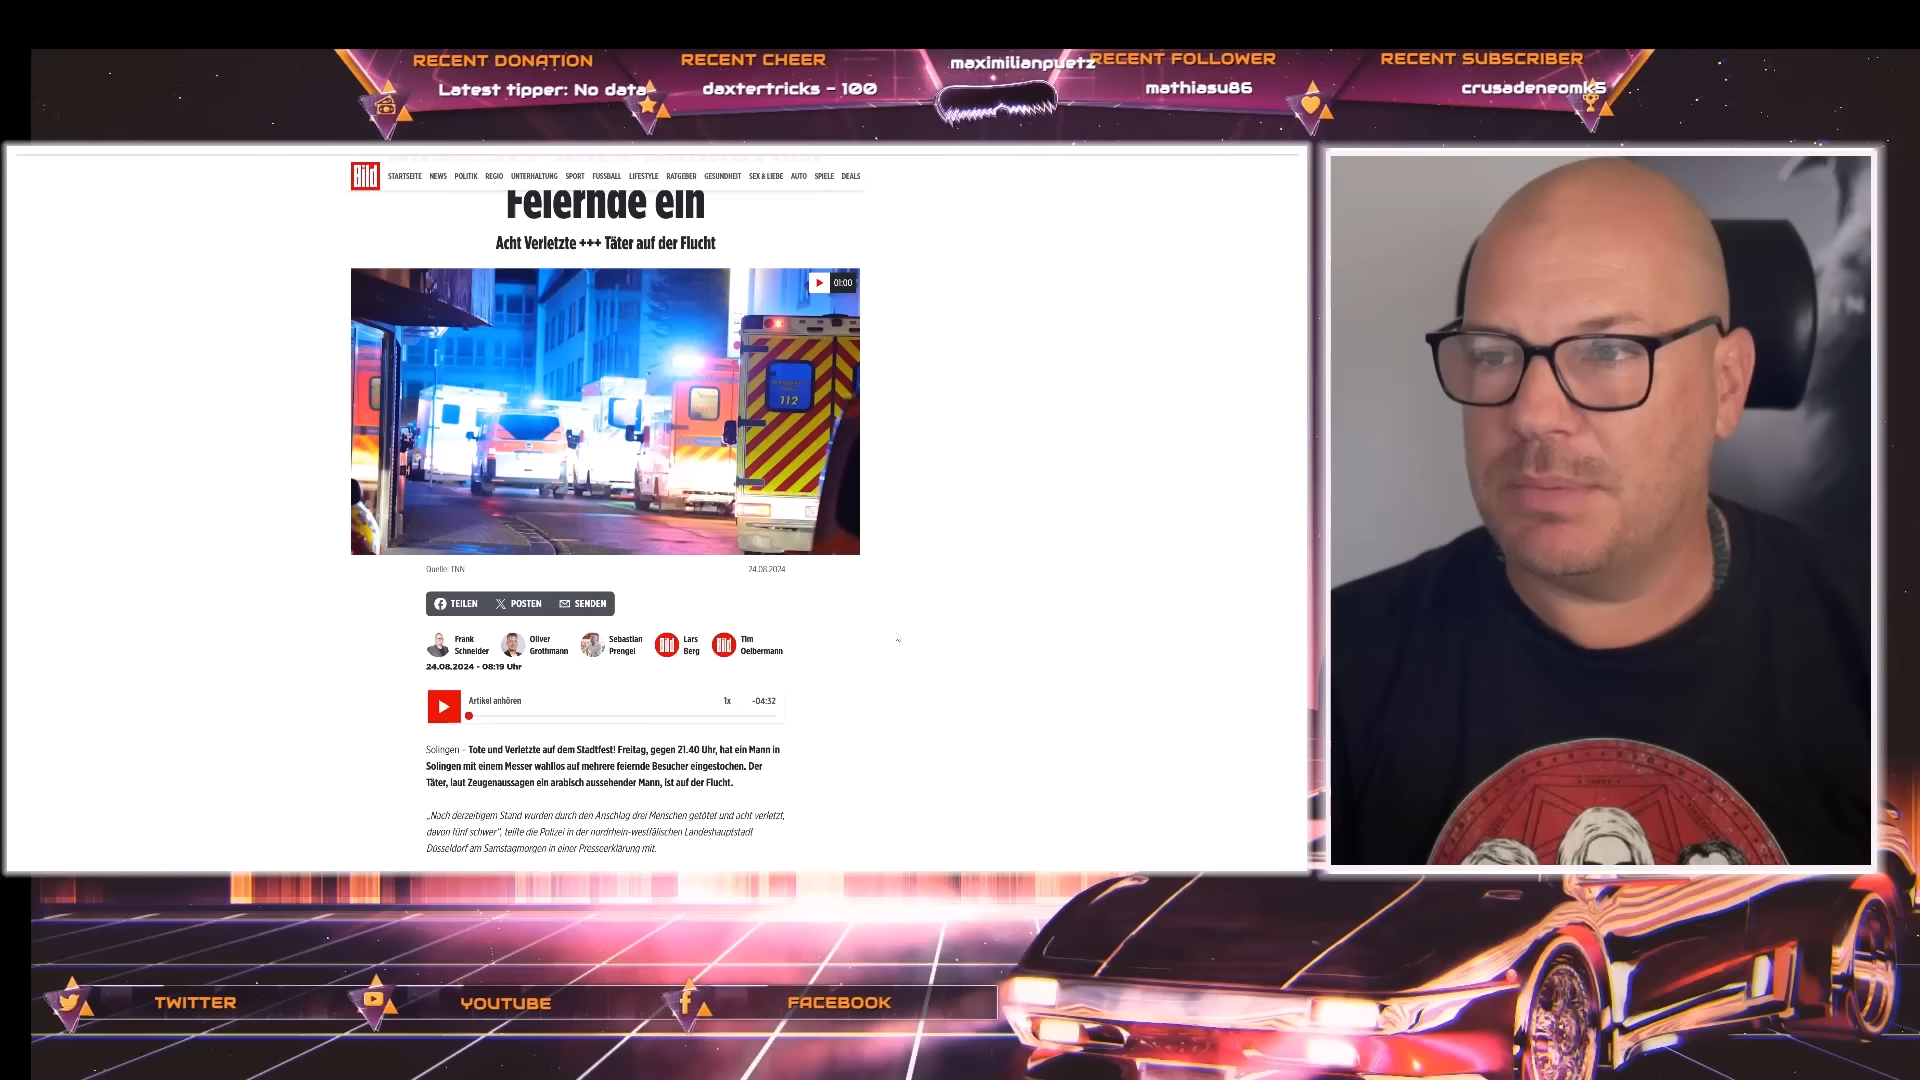 RECENT DONATION
Latest tipper: No data
RECENT CHEER
daxtertricks - 100
maximilianpuetz
RECENT FOLLOWER
mathiasu86
RECENT SUBSCRIBER
crusadeneomk5
Bild
STARTSEITE NEWS POLITIK REGIO UNTERHALTUNG SPORT FUSSBALL LIFESTYLE RATGEBER GESUNDHEIT SEX & LIEBE AUTO SPIELE DEALS
Feiernde ein
Acht Verletzte +++ Täter auf der Flucht
01:00
112
Quelle: TNN
24.08.2024
TEILEN POSTEN SENDEN
Frank Schneider
Oliver Grothmann
Sebastian Prengel
Bild
Lars Berg
Bild
Tim Oelbermann
24.08.2024 - 08:19 Uhr
Artikel anhören
1x
-04:32
Solingen – Tote und Verletzte auf dem Stadtfest! Freitag, gegen 21.40 Uhr, hat ein Mann in
Solingen mit einem Messer wahllos auf mehrere feiernde Besucher eingestochen. Der
Täter, laut Zeugenaussagen ein arabisch aussehender Mann, ist auf der Flucht.
„Nach derzeitigem Stand wurden durch den Anschlag drei Menschen getötet und acht verletzt,
davon fünf schwer“, teilte die Polizei in der nordrhein-westfälischen Landeshauptstadt
Düsseldorf am Samstagmorgen in einer Presseerklärung mit.
TWITTER
YOUTUBE
FACEBOOK